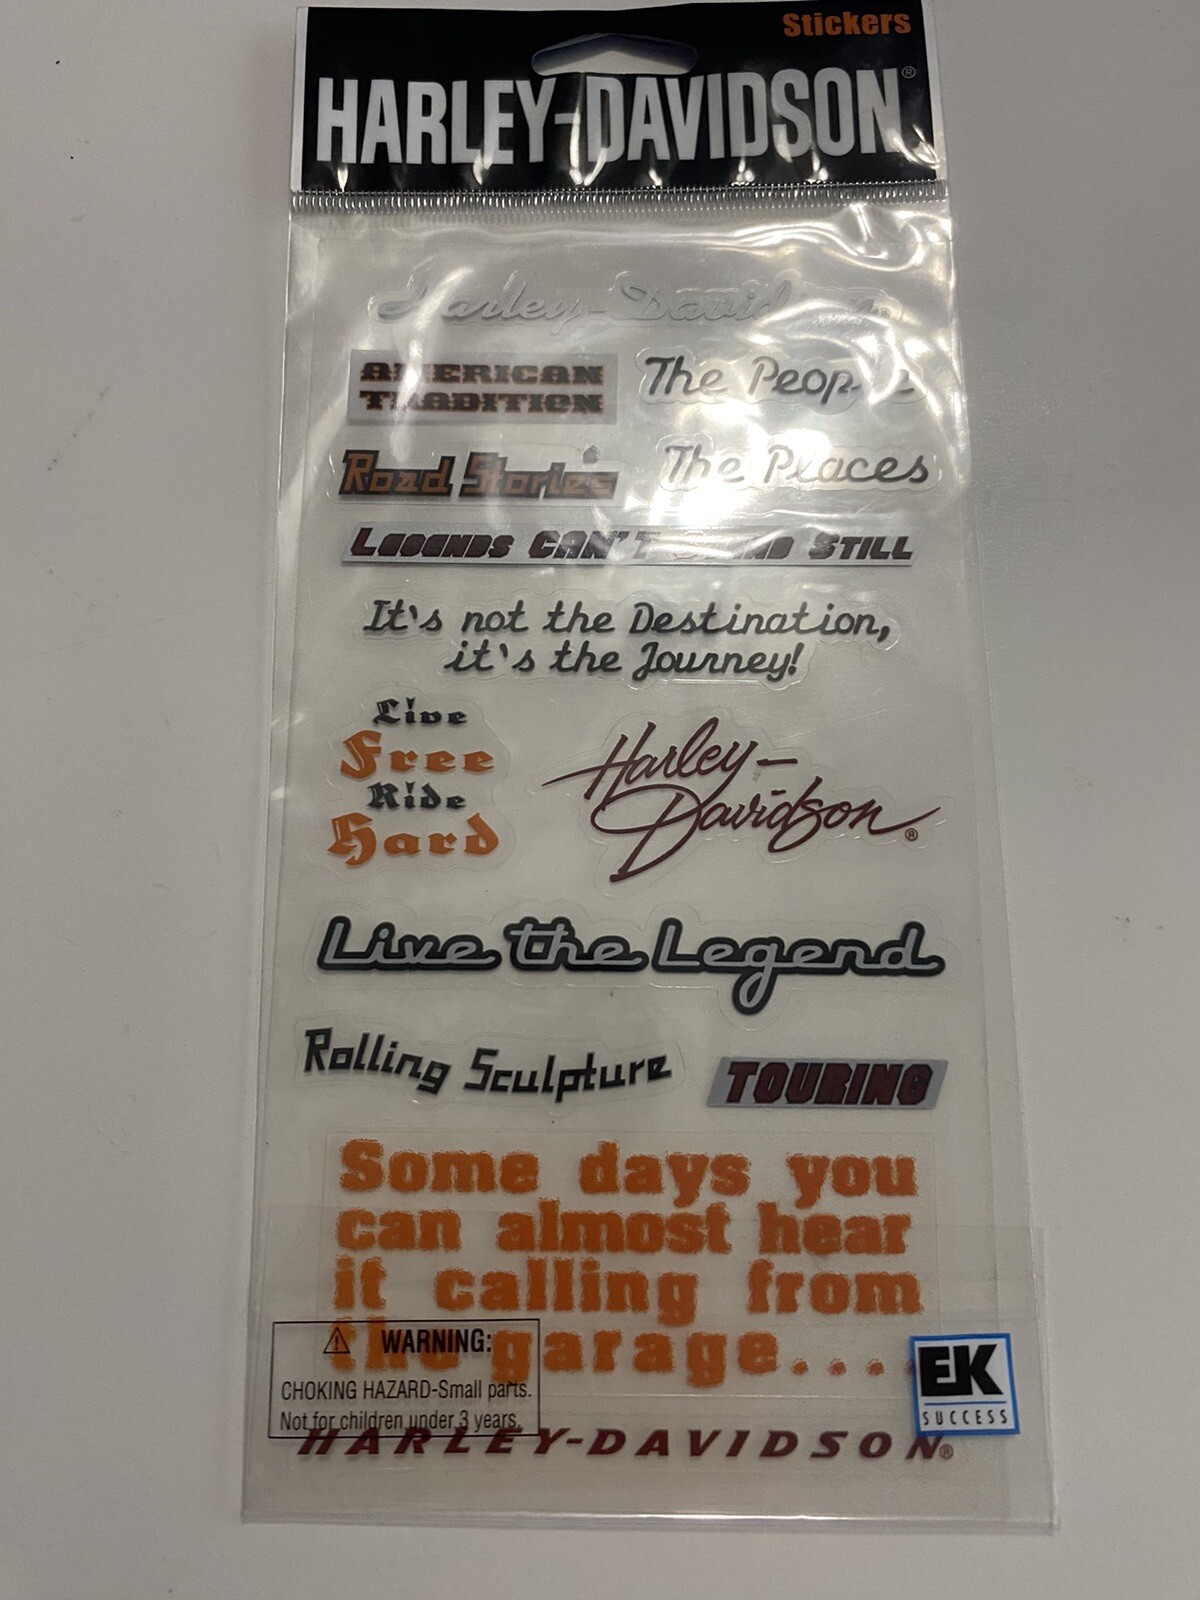 Stickers
HARLEY-DAVIDSON®
Harley-Davidson®
AMERICAN
TRADITION
The People
Road Stories
The Places
LEGENDS CAN'T STAND STILL
It's not the Destination,
it's the Journey!
Live
Free
Ride
Hard
Harley-
Davidson®
Live the Legend
Rolling Sculpture
TOURING
Some days you
can almost hear
it calling from
the garage....
⚠ WARNING:
CHOKING HAZARD-Small parts.
Not for children under 3 years.
EK
SUCCESS
HARLEY-DAVIDSON®